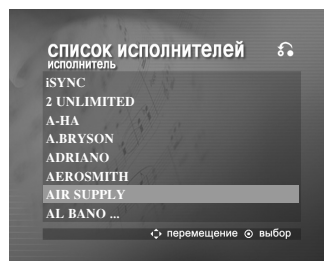 список исполнителей
исполнитель
iSYNC
2 UNLIMITED
A-HA
A.BRYSON
ADRIANO
AEROSMITH
AIR SUPPLY
AL BANO ...
перемещение выбор